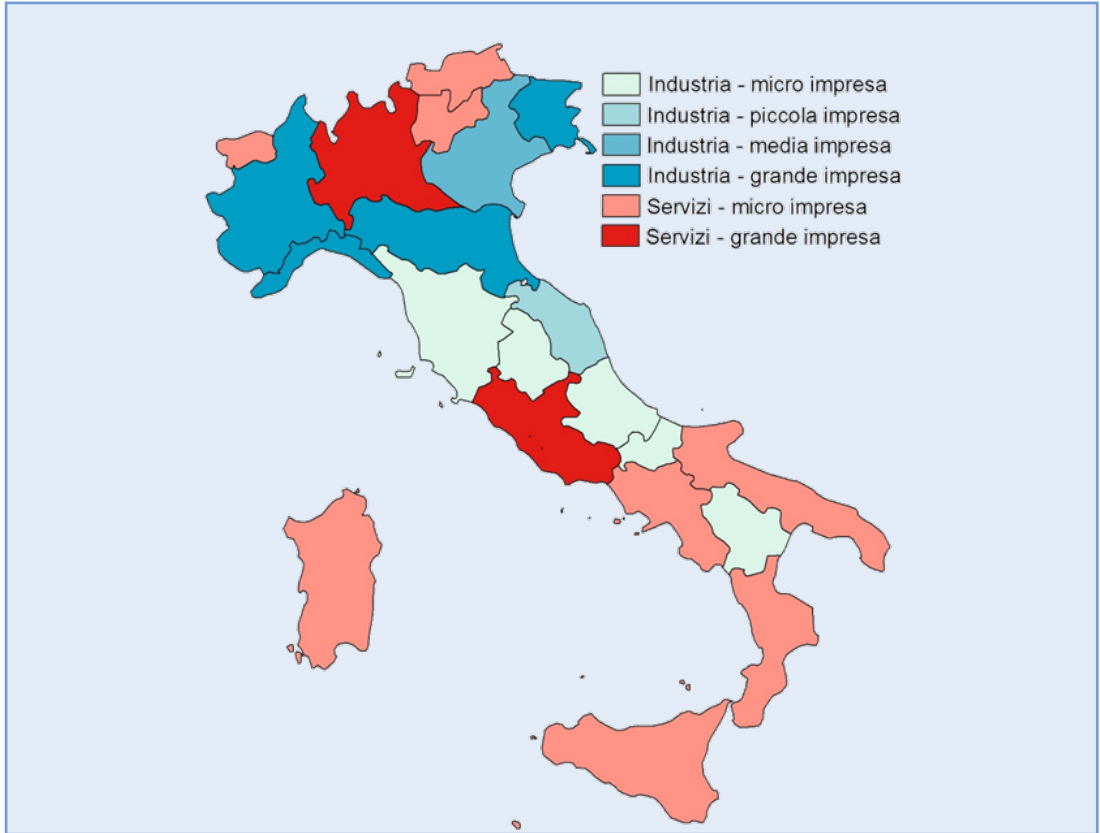 Industria - micro impresa
Industria - piccola impresa
Industria - media impresa
Industria - grande impresa
Servizi - micro impresa
Servizi - grande impresa